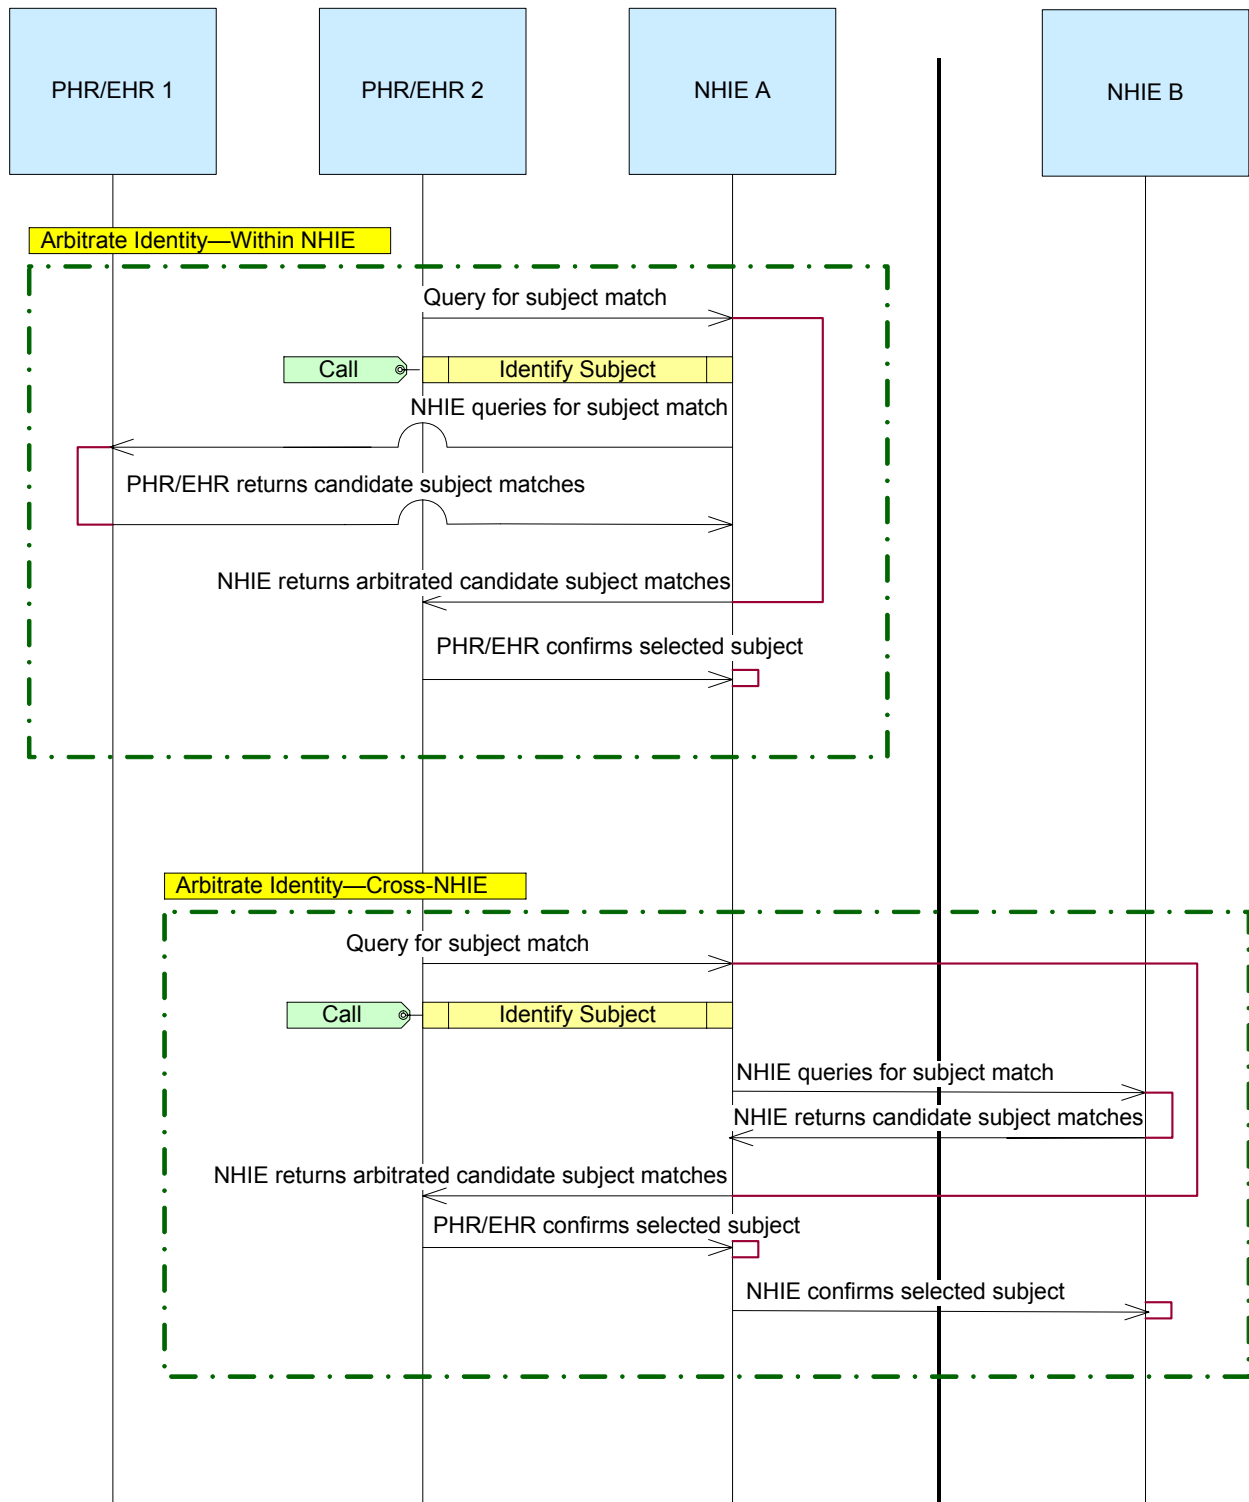 PHR/EHR 1
PHR/EHR 2
NHIE A
NHIE B
Arbitrate Identity—Within NHIE
Query for subject match
Call
Identify Subject
NHIE queries for subject match
PHR/EHR returns candidate subject matches
NHIE returns arbitrated candidate subject matches
PHR/EHR confirms selected subject
Arbitrate Identity—Cross-NHIE
Query for subject match
Call
Identify Subject
NHIE queries for subject match
NHIE returns candidate subject matches
NHIE returns arbitrated candidate subject matches
PHR/EHR confirms selected subject
NHIE confirms selected subject